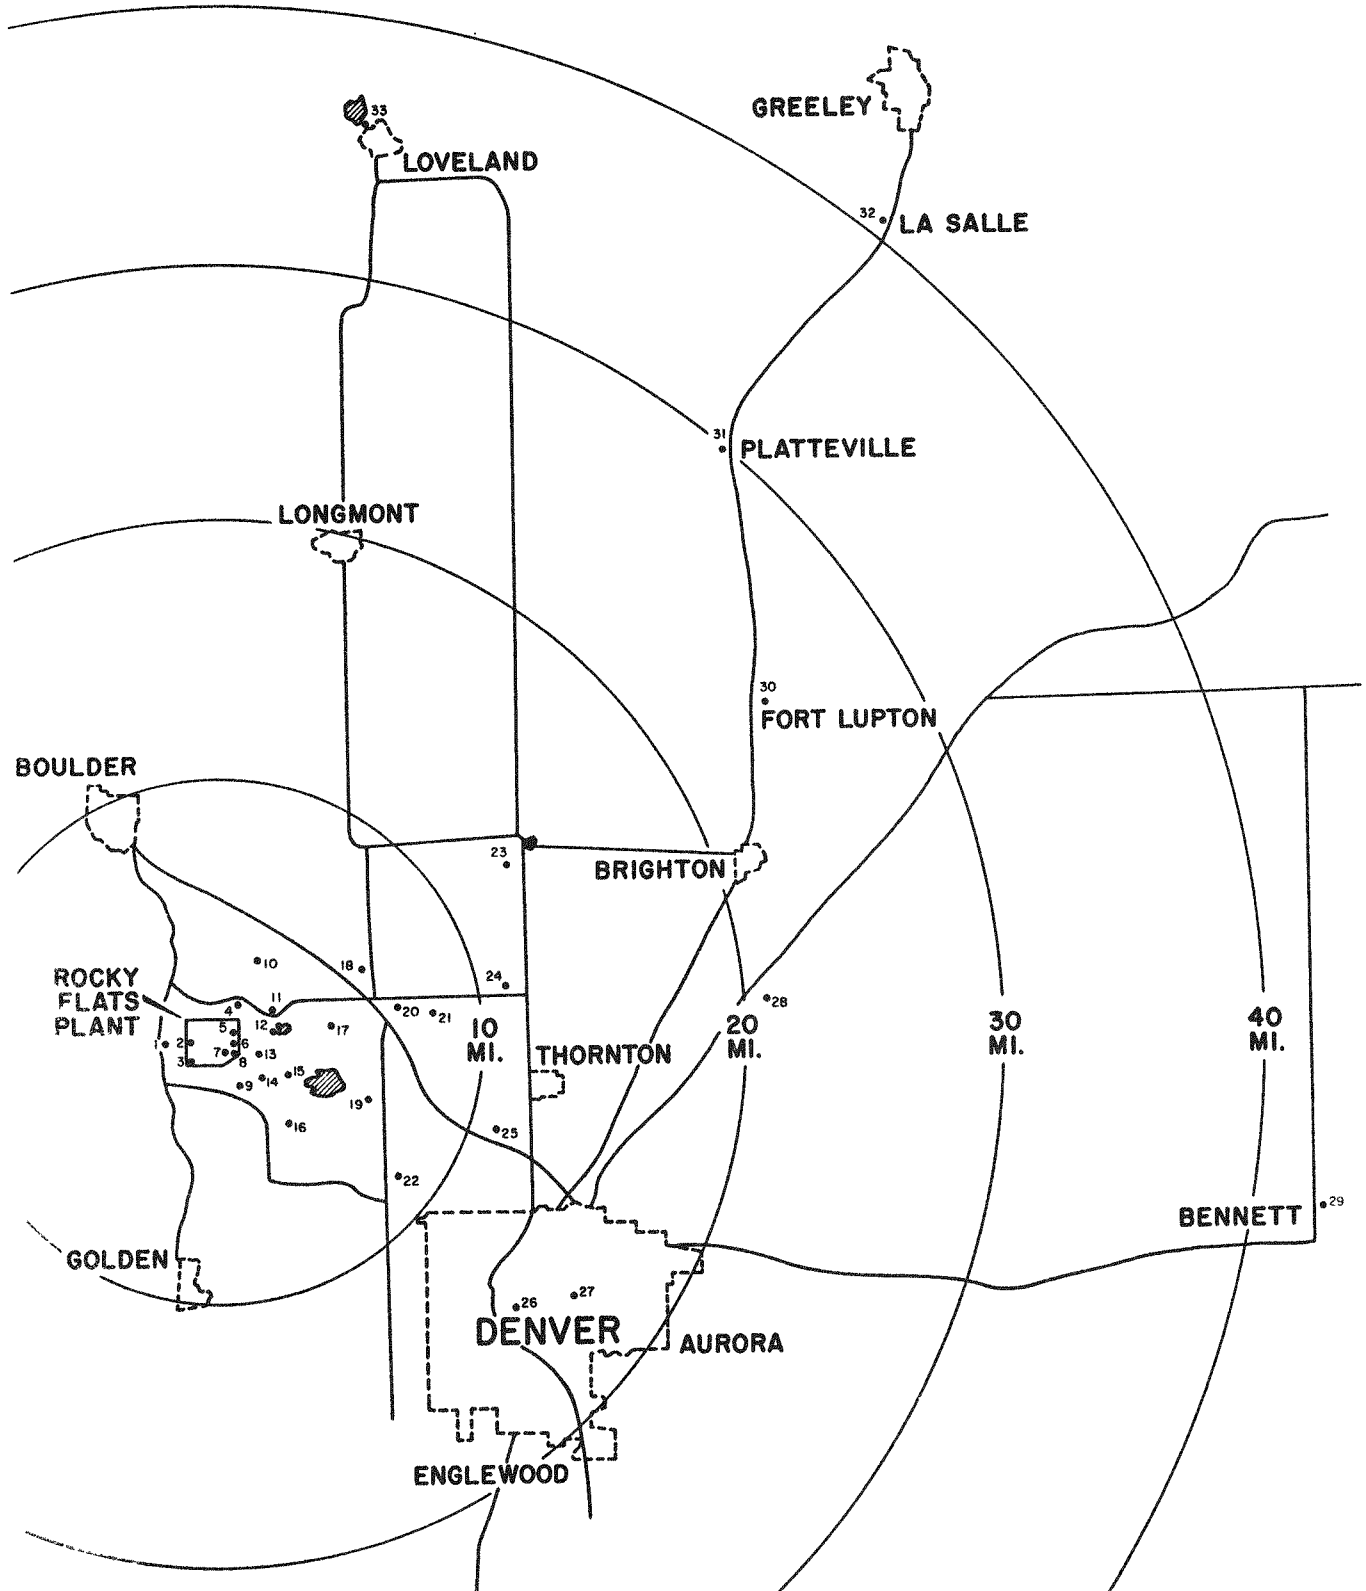 GREELEY
33
LOVELAND
32
LA SALLE
31
PLATTEVILLE
LONGMONT
30
FORT LUPTON
BOULDER
23
BRIGHTON
10
18
24
ROCKY
FLATS
PLANT
28
4
11
20
21
5
12
17
10
MI.
20
MI.
30
MI.
40
MI.
1
2
6
7
3
8
13
THORNTON
9
14
15
19
16
25
22
29
BENNETT
GOLDEN
26
27
DENVER
AURORA
ENGLEWOOD